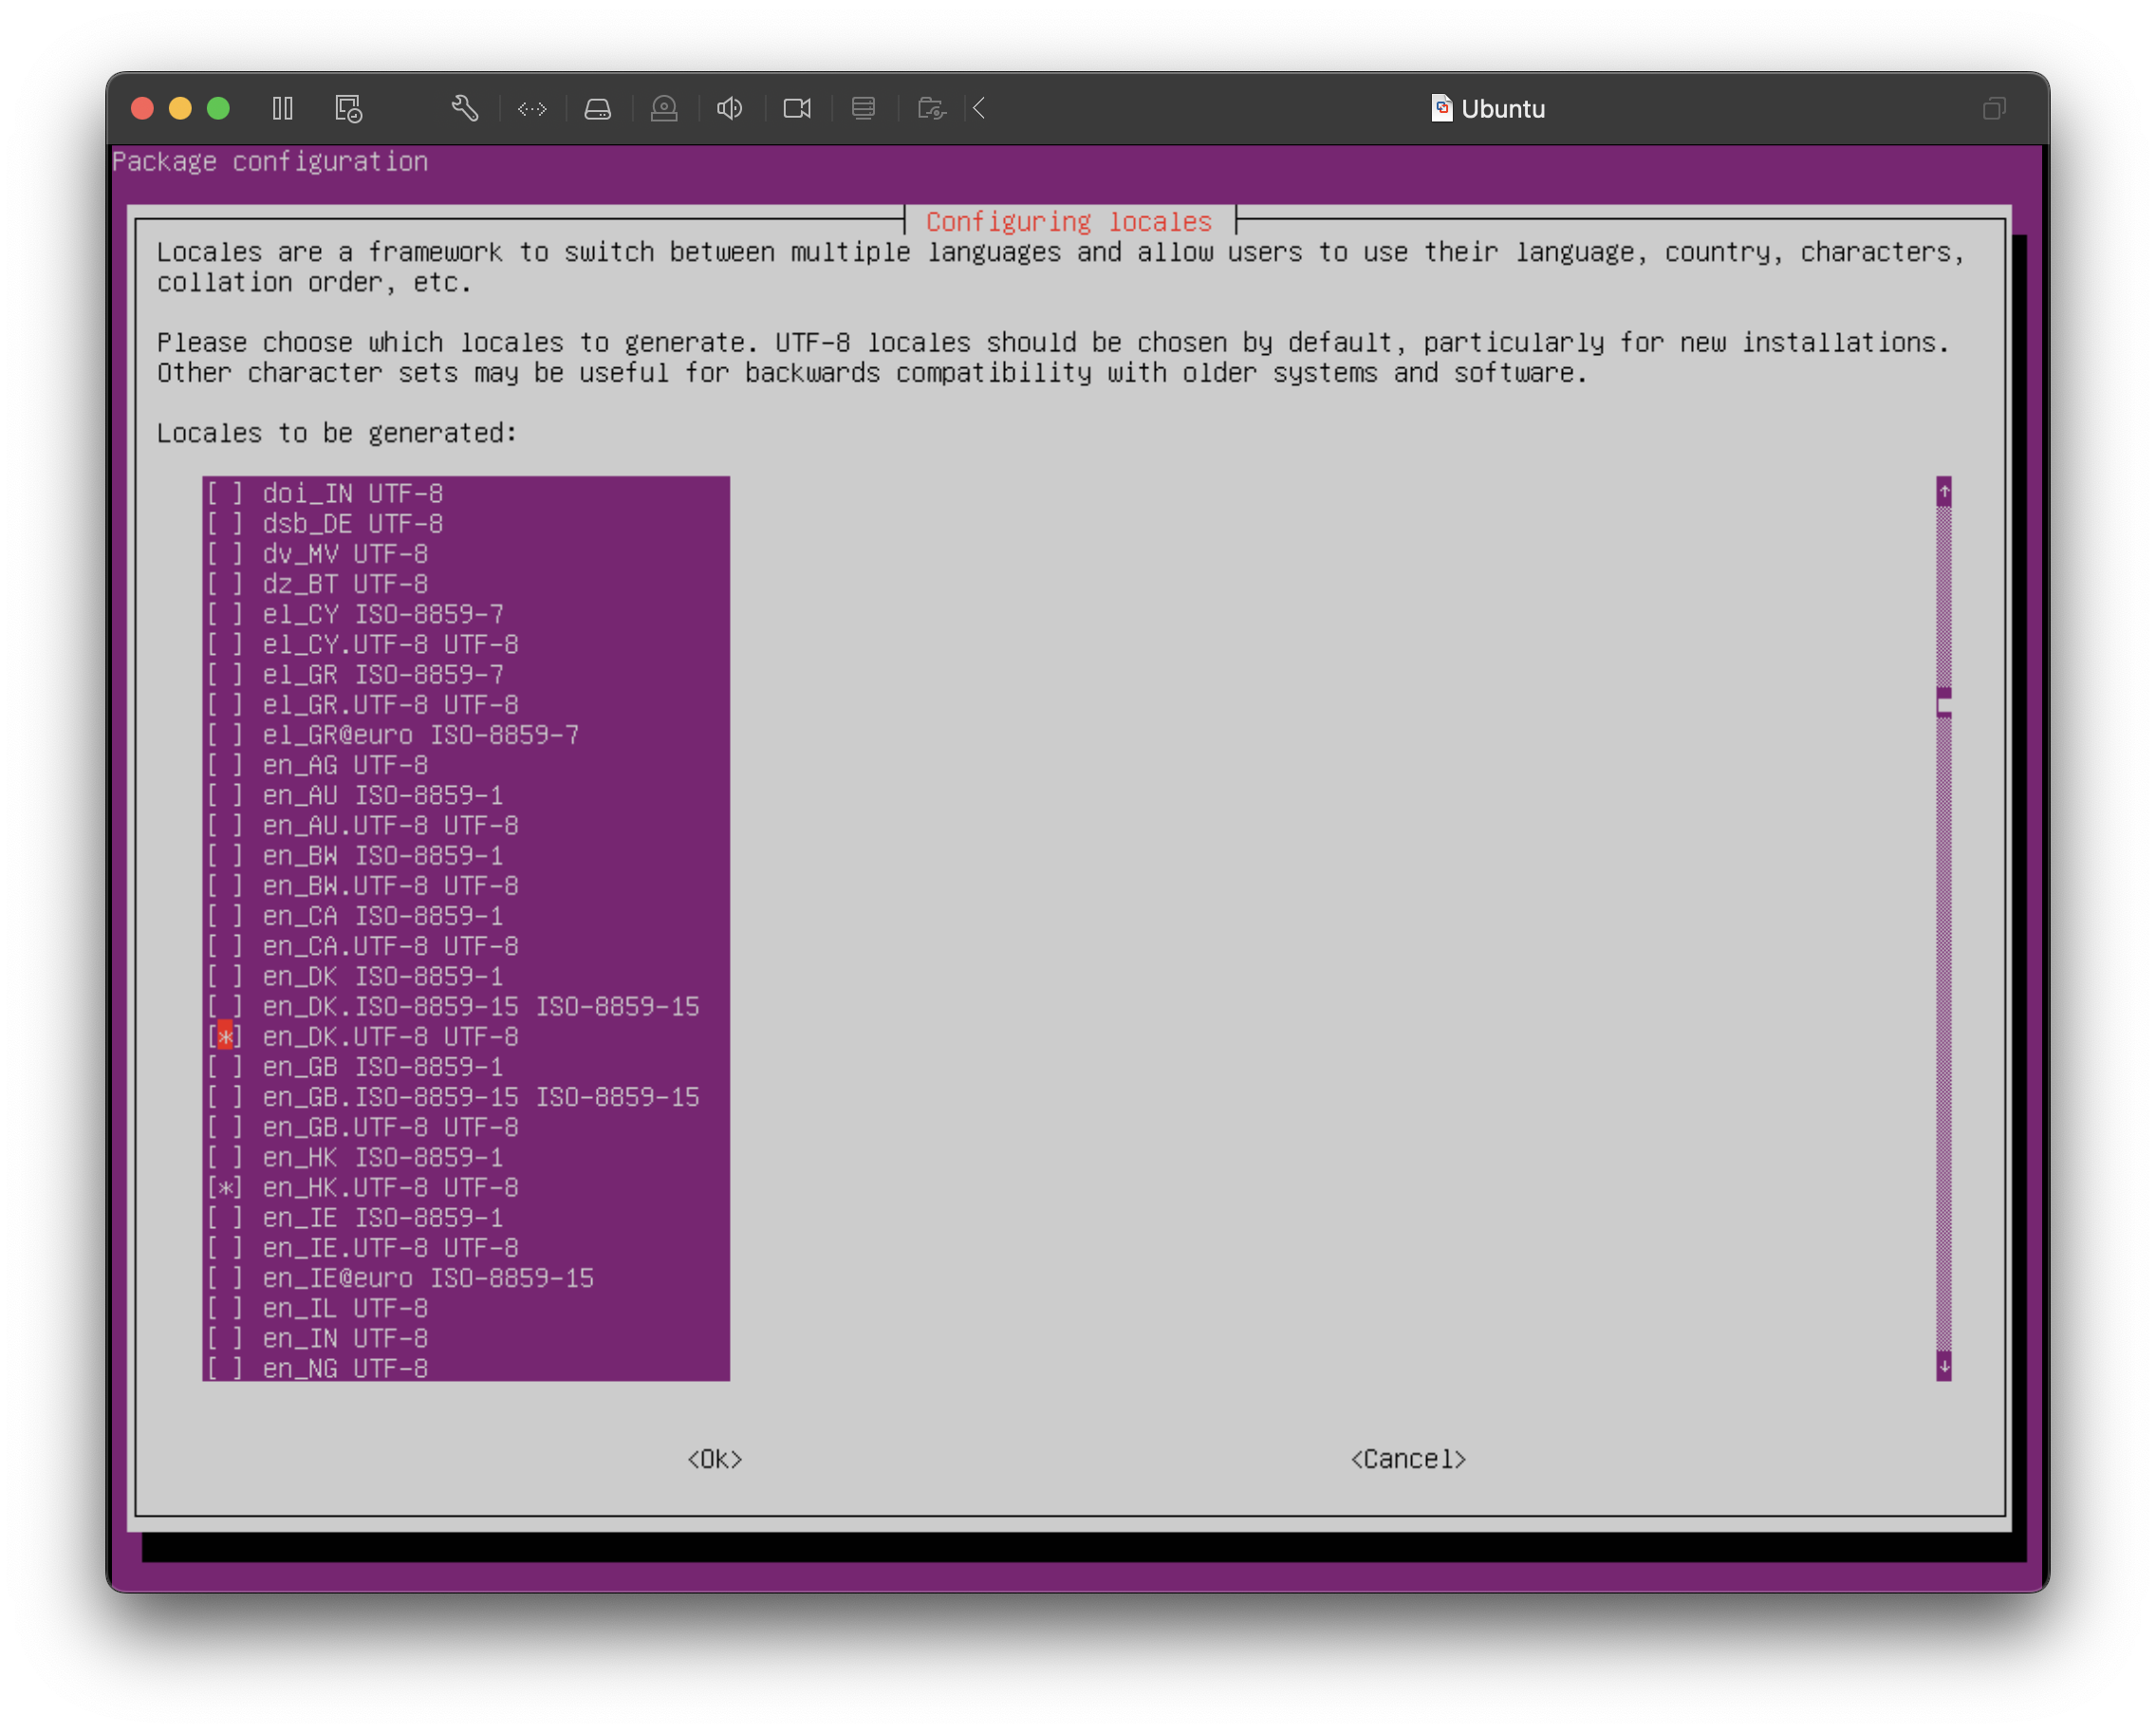 Ubuntu
Package configuration
Configuring locales
Locales are a framework to switch between multiple languages and allow users to use their language, country, characters,
collation order, etc.
Please choose which locales to generate. UTF-8 locales should be chosen by default, particularly for new installations.
Other character sets may be useful for backwards compatibility with older systems and software.
Locales to be generated:
[ ] doi_IN UTF-8
[ ] dsb_DE UTF-8
[ ] dv_MV UTF-8
[ ] dz_BT UTF-8
[ ] el_CY ISO-8859-7
[ ] el_CY.UTF-8 UTF-8
[ ] el_GR ISO-8859-7
[ ] el_GR.UTF-8 UTF-8
[ ] el_GR@euro ISO-8859-7
[ ] en_AG UTF-8
[ ] en_AU ISO-8859-1
[ ] en_AU.UTF-8 UTF-8
[ ] en_BW ISO-8859-1
[ ] en_BW.UTF-8 UTF-8
[ ] en_CA ISO-8859-1
[ ] en_CA.UTF-8 UTF-8
[ ] en_DK ISO-8859-1
[ ] en_DK.ISO-8859-15 ISO-8859-15
[*] en_DK.UTF-8 UTF-8
[ ] en_GB ISO-8859-1
[ ] en_GB.ISO-8859-15 ISO-8859-15
[ ] en_GB.UTF-8 UTF-8
[ ] en_HK ISO-8859-1
[*] en_HK.UTF-8 UTF-8
[ ] en_IE ISO-8859-1
[ ] en_IE.UTF-8 UTF-8
[ ] en_IE@euro ISO-8859-15
[ ] en_IL UTF-8
[ ] en_IN UTF-8
[ ] en_NG UTF-8
<Ok> <Cancel>